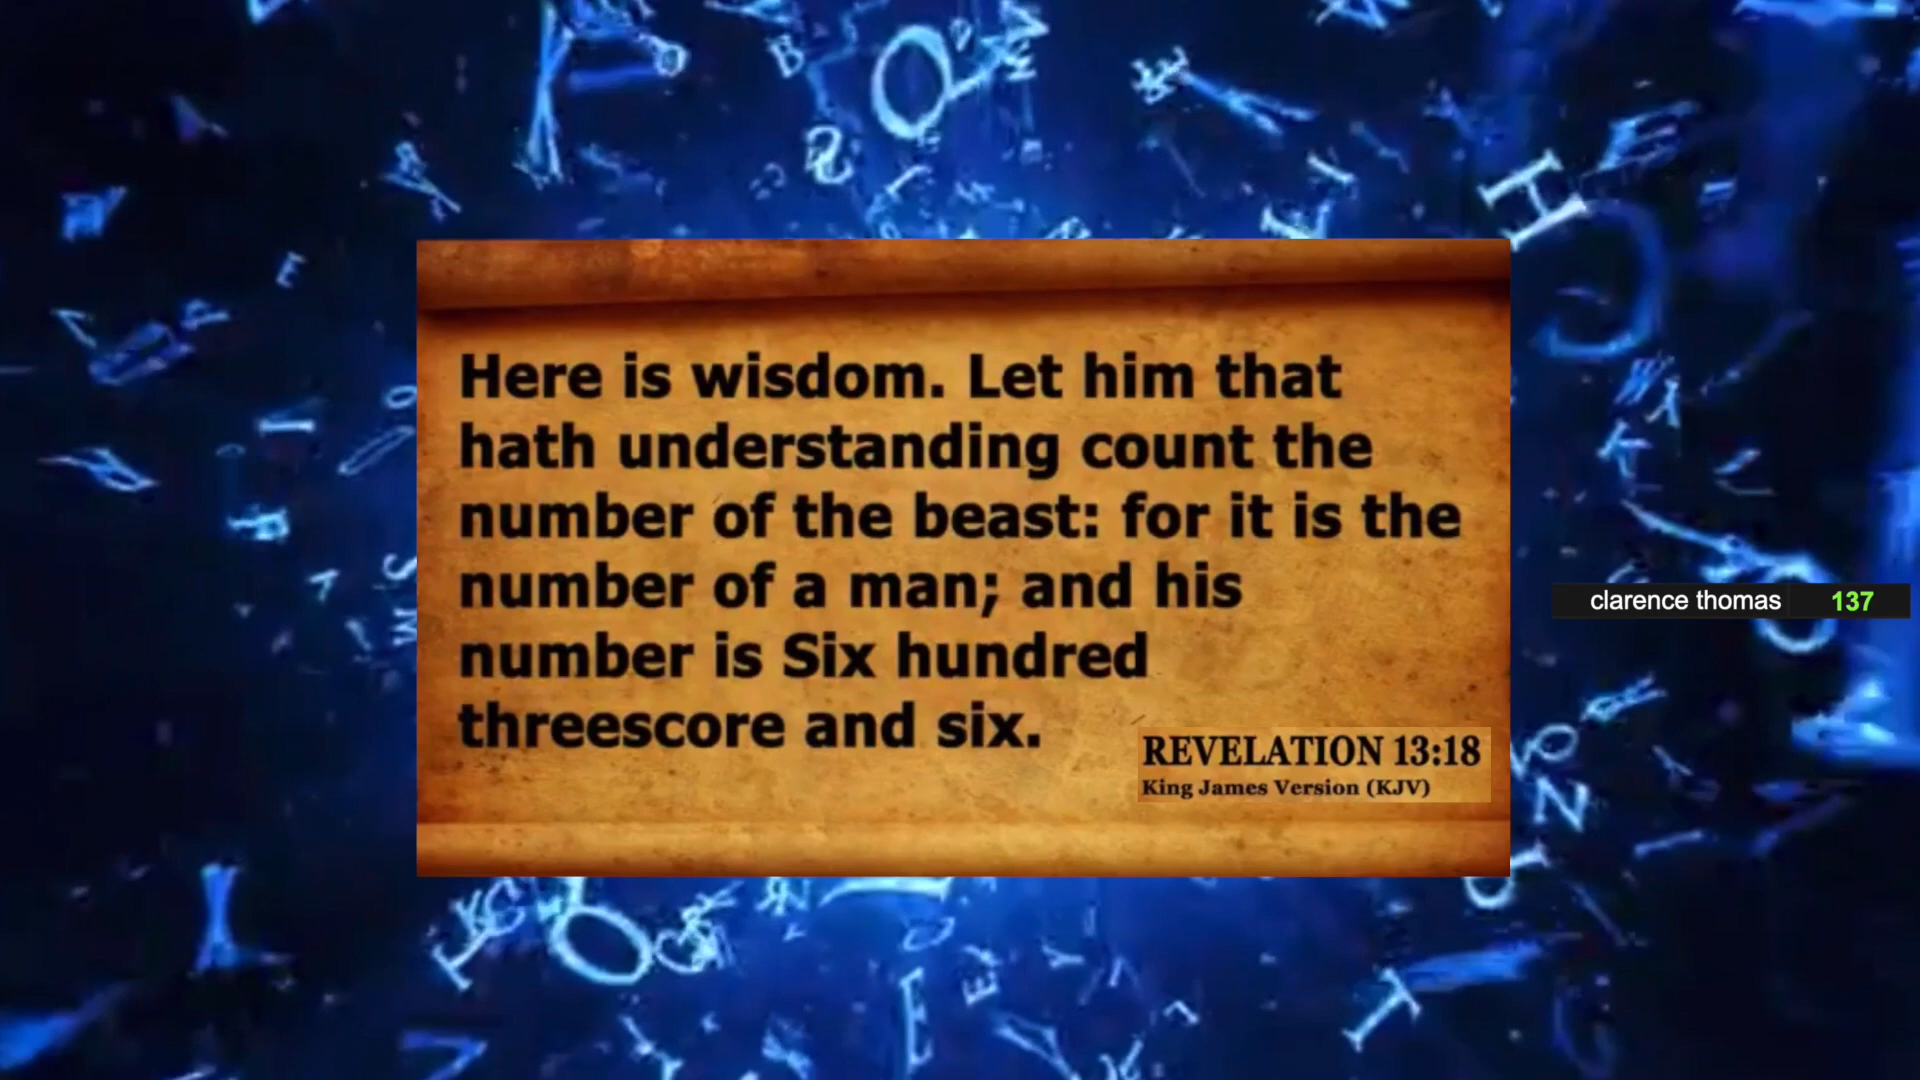 Here is wisdom. Let him that
hath understanding count the
number of the beast: for it is the
number of a man; and his
number is Six hundred
threescore and six.
REVELATION 13:18
King James Version (KJV)
clarence thomas 137